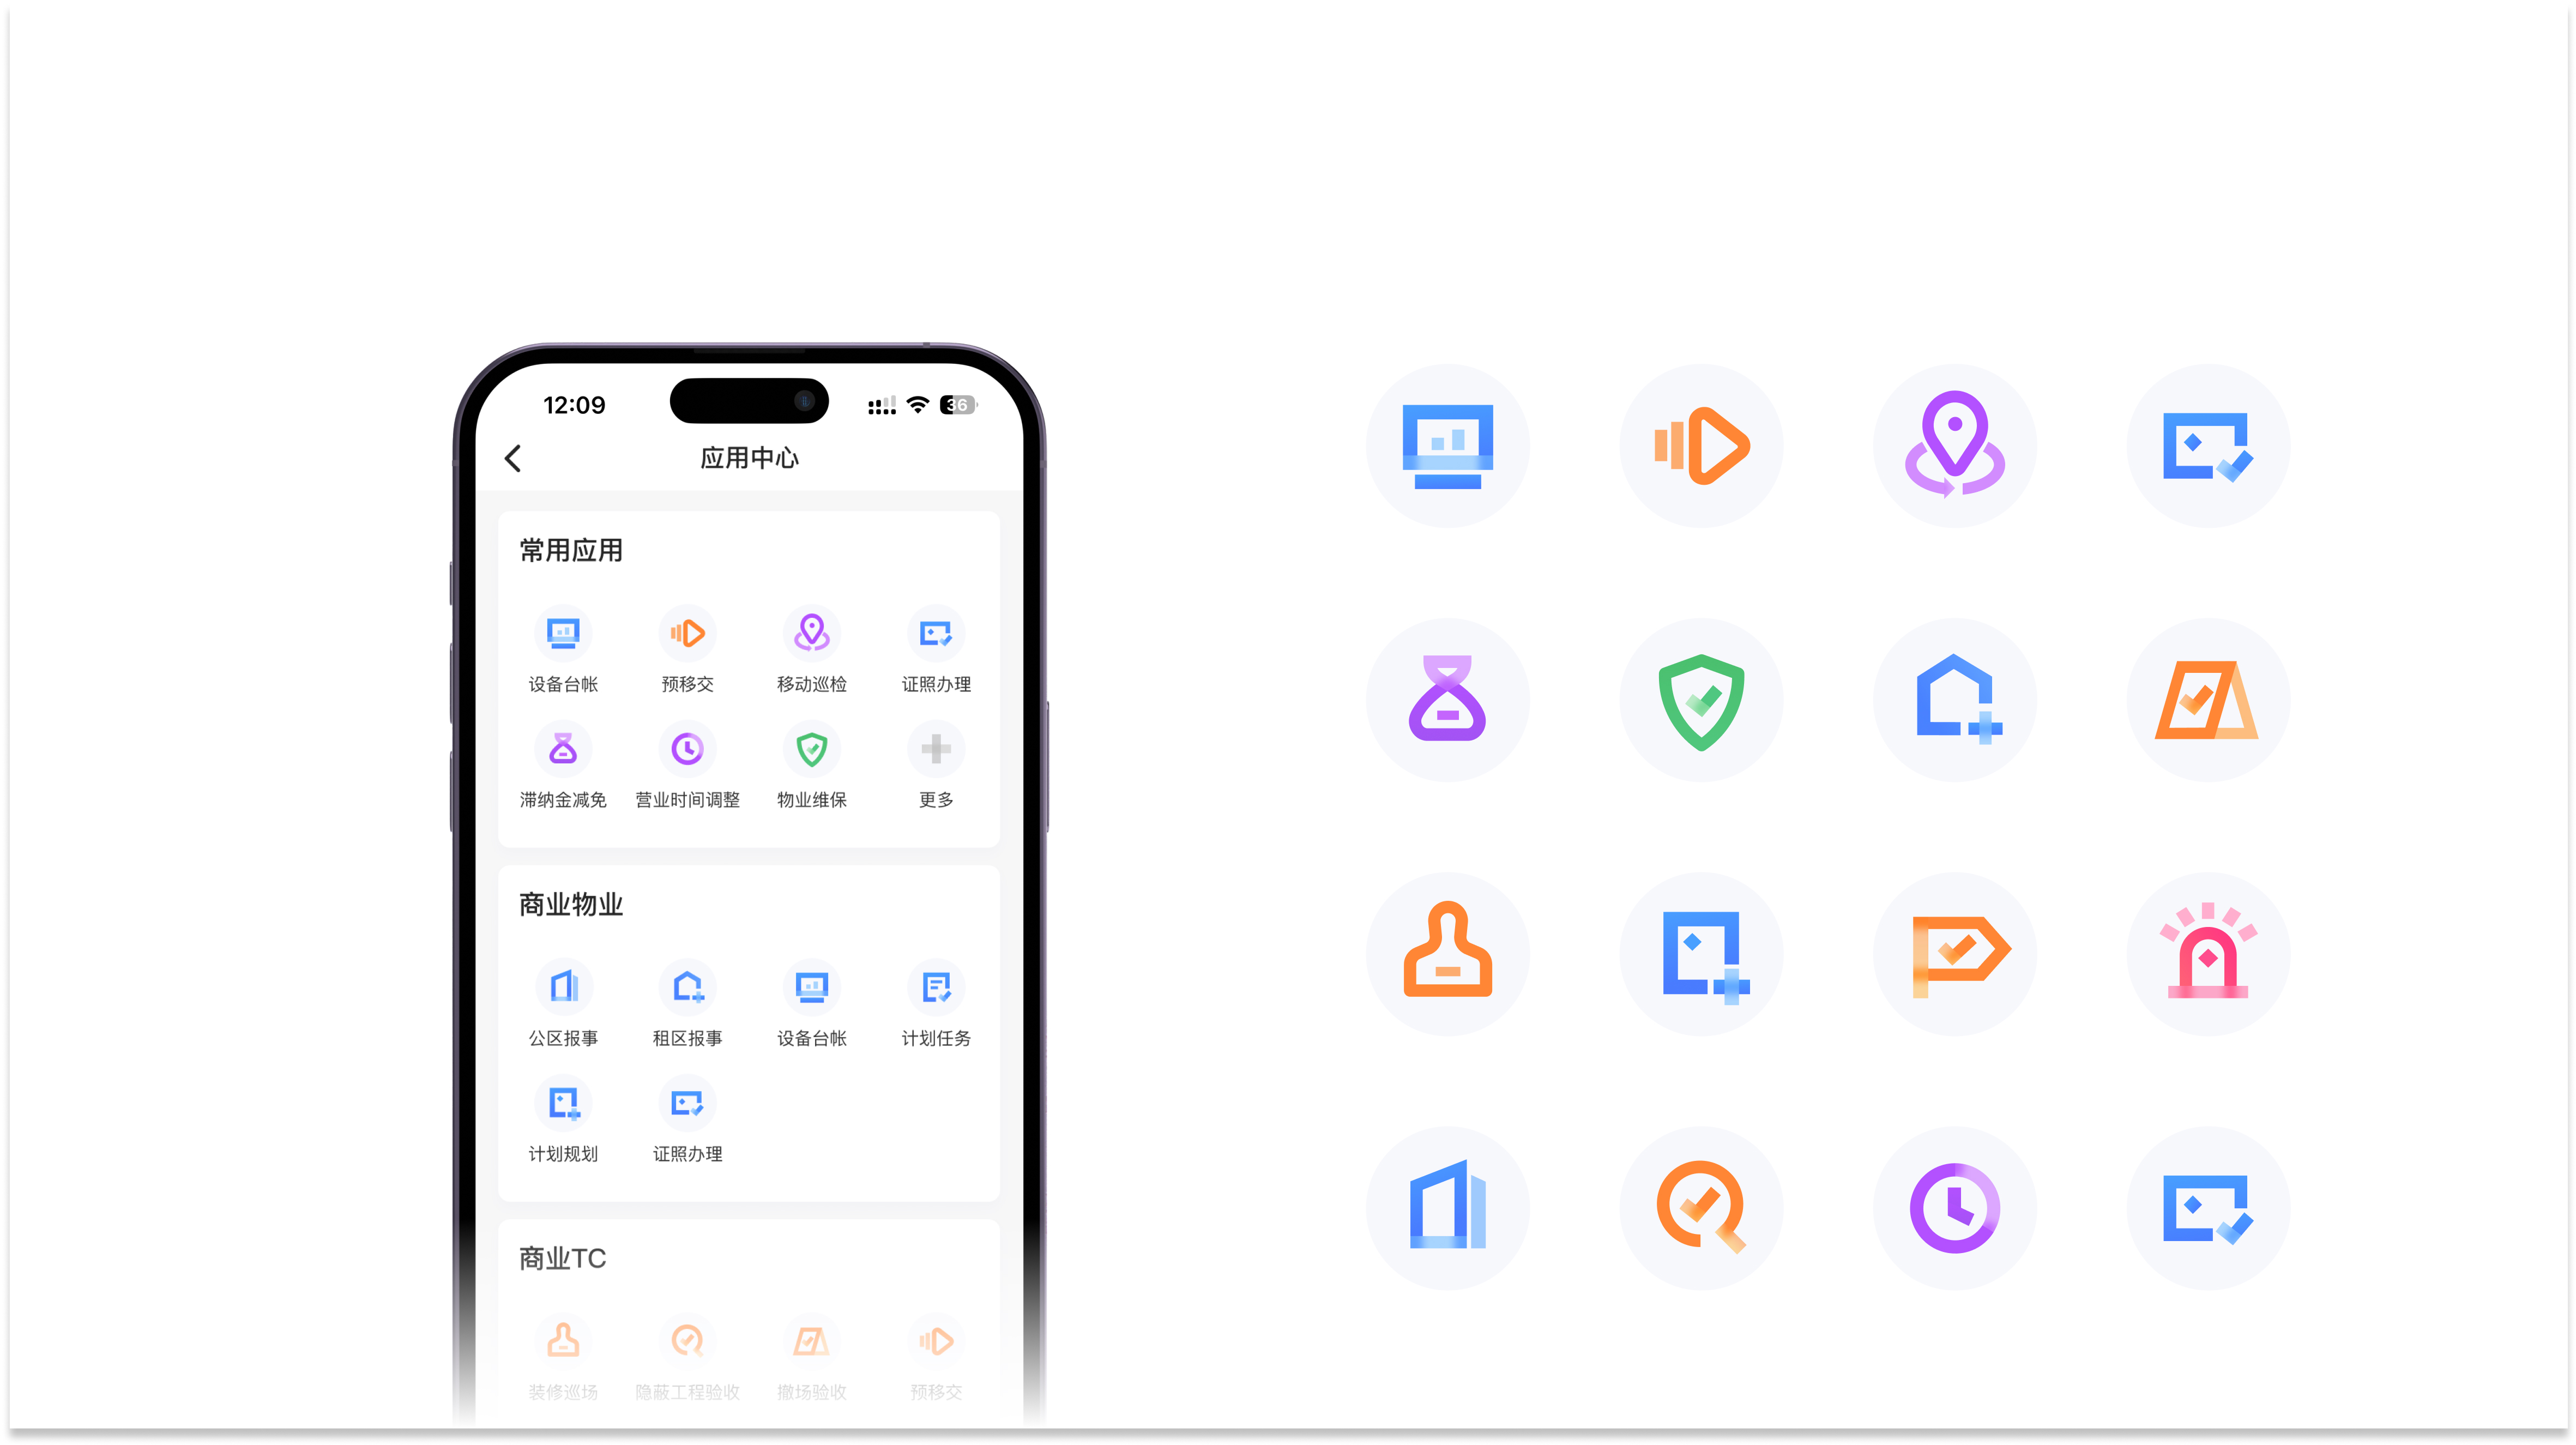 12:09
36
应用中心
常用应用
设备台帐 预移交 移动巡检 证照办理
滞纳金减免 营业时间调整 物业维保 更多
商业物业
公区报事 租区报事 设备台帐 计划任务
计划规划 证照办理
商业TC
装修巡场 隐蔽工程验收 撤场验收 预移交